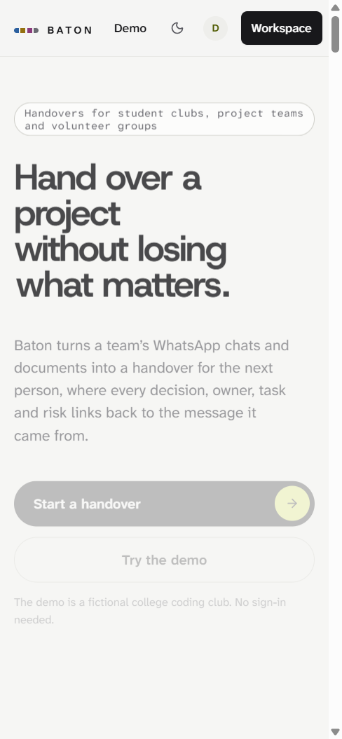 BATON Demo D Workspace
Handovers for student clubs, project teams
and volunteer groups
Hand over a
project
without losing
what matters.
Baton turns a team's WhatsApp chats and
documents into a handover for the next
person, where every decision, owner, task
and risk links back to the message it
came from.
Start a handover
Try the demo
The demo is a fictional college coding club. No sign-in
needed.